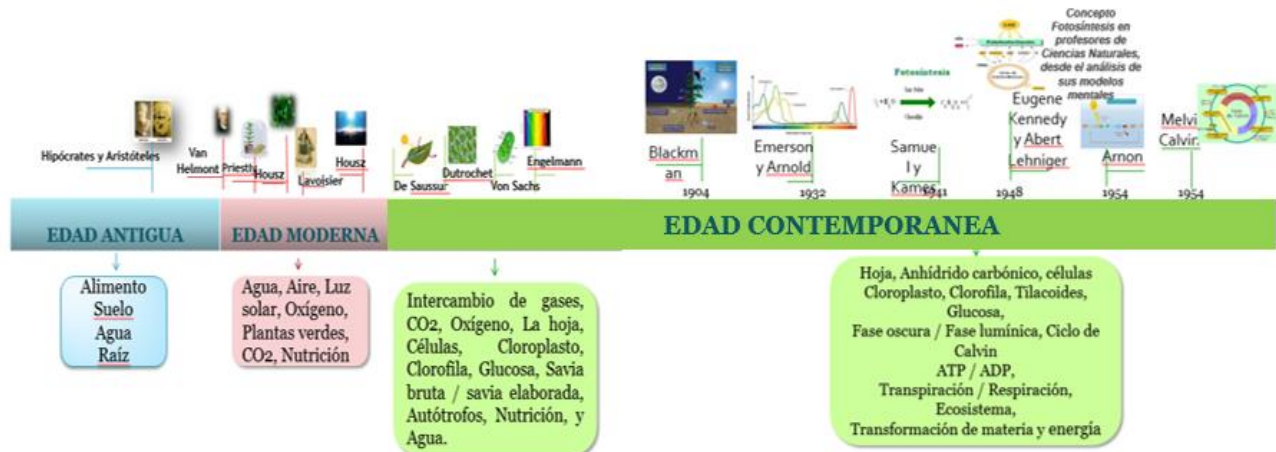 Hipócrates y Aristóteles
Van
Helmont
Priestly
Housz
Lavoisier
Housz
De Saussur
Dutrochet
Von Sachs
Engelmann
Blackm
an
1904
Emerson
y Arnold
1932
Fotosíntesis
Luz Solar
Clorofila
Samue
l y
Kames
1941
Eugene
Kennedy
y Abert
Lehniger
1948
Concepto
Fotosíntesis en
profesores de
Ciencias Naturales,
desde el análisis de
sus modelos
mentales
Arnon
1954
Melvi
Calvir.
1954
EDAD ANTIGUA
EDAD MODERNA
EDAD CONTEMPORANEA
Alimento
Suelo
Agua
Raíz
Agua, Aire, Luz
solar, Oxígeno,
Plantas verdes,
CO2, Nutrición
Intercambio de gases,
CO2, Oxígeno, La hoja,
Células, Cloroplasto,
Clorofila, Glucosa, Savia
bruta / savia elaborada,
Autótrofos, Nutrición, y
Agua.
Hoja, Anhídrido carbónico, células
Cloroplasto, Clorofila, Tilacoides,
Glucosa,
Fase oscura / Fase lumínica, Ciclo de
Calvin
ATP / ADP,
Transpiración / Respiración,
Ecosistema,
Transformación de materia y energía